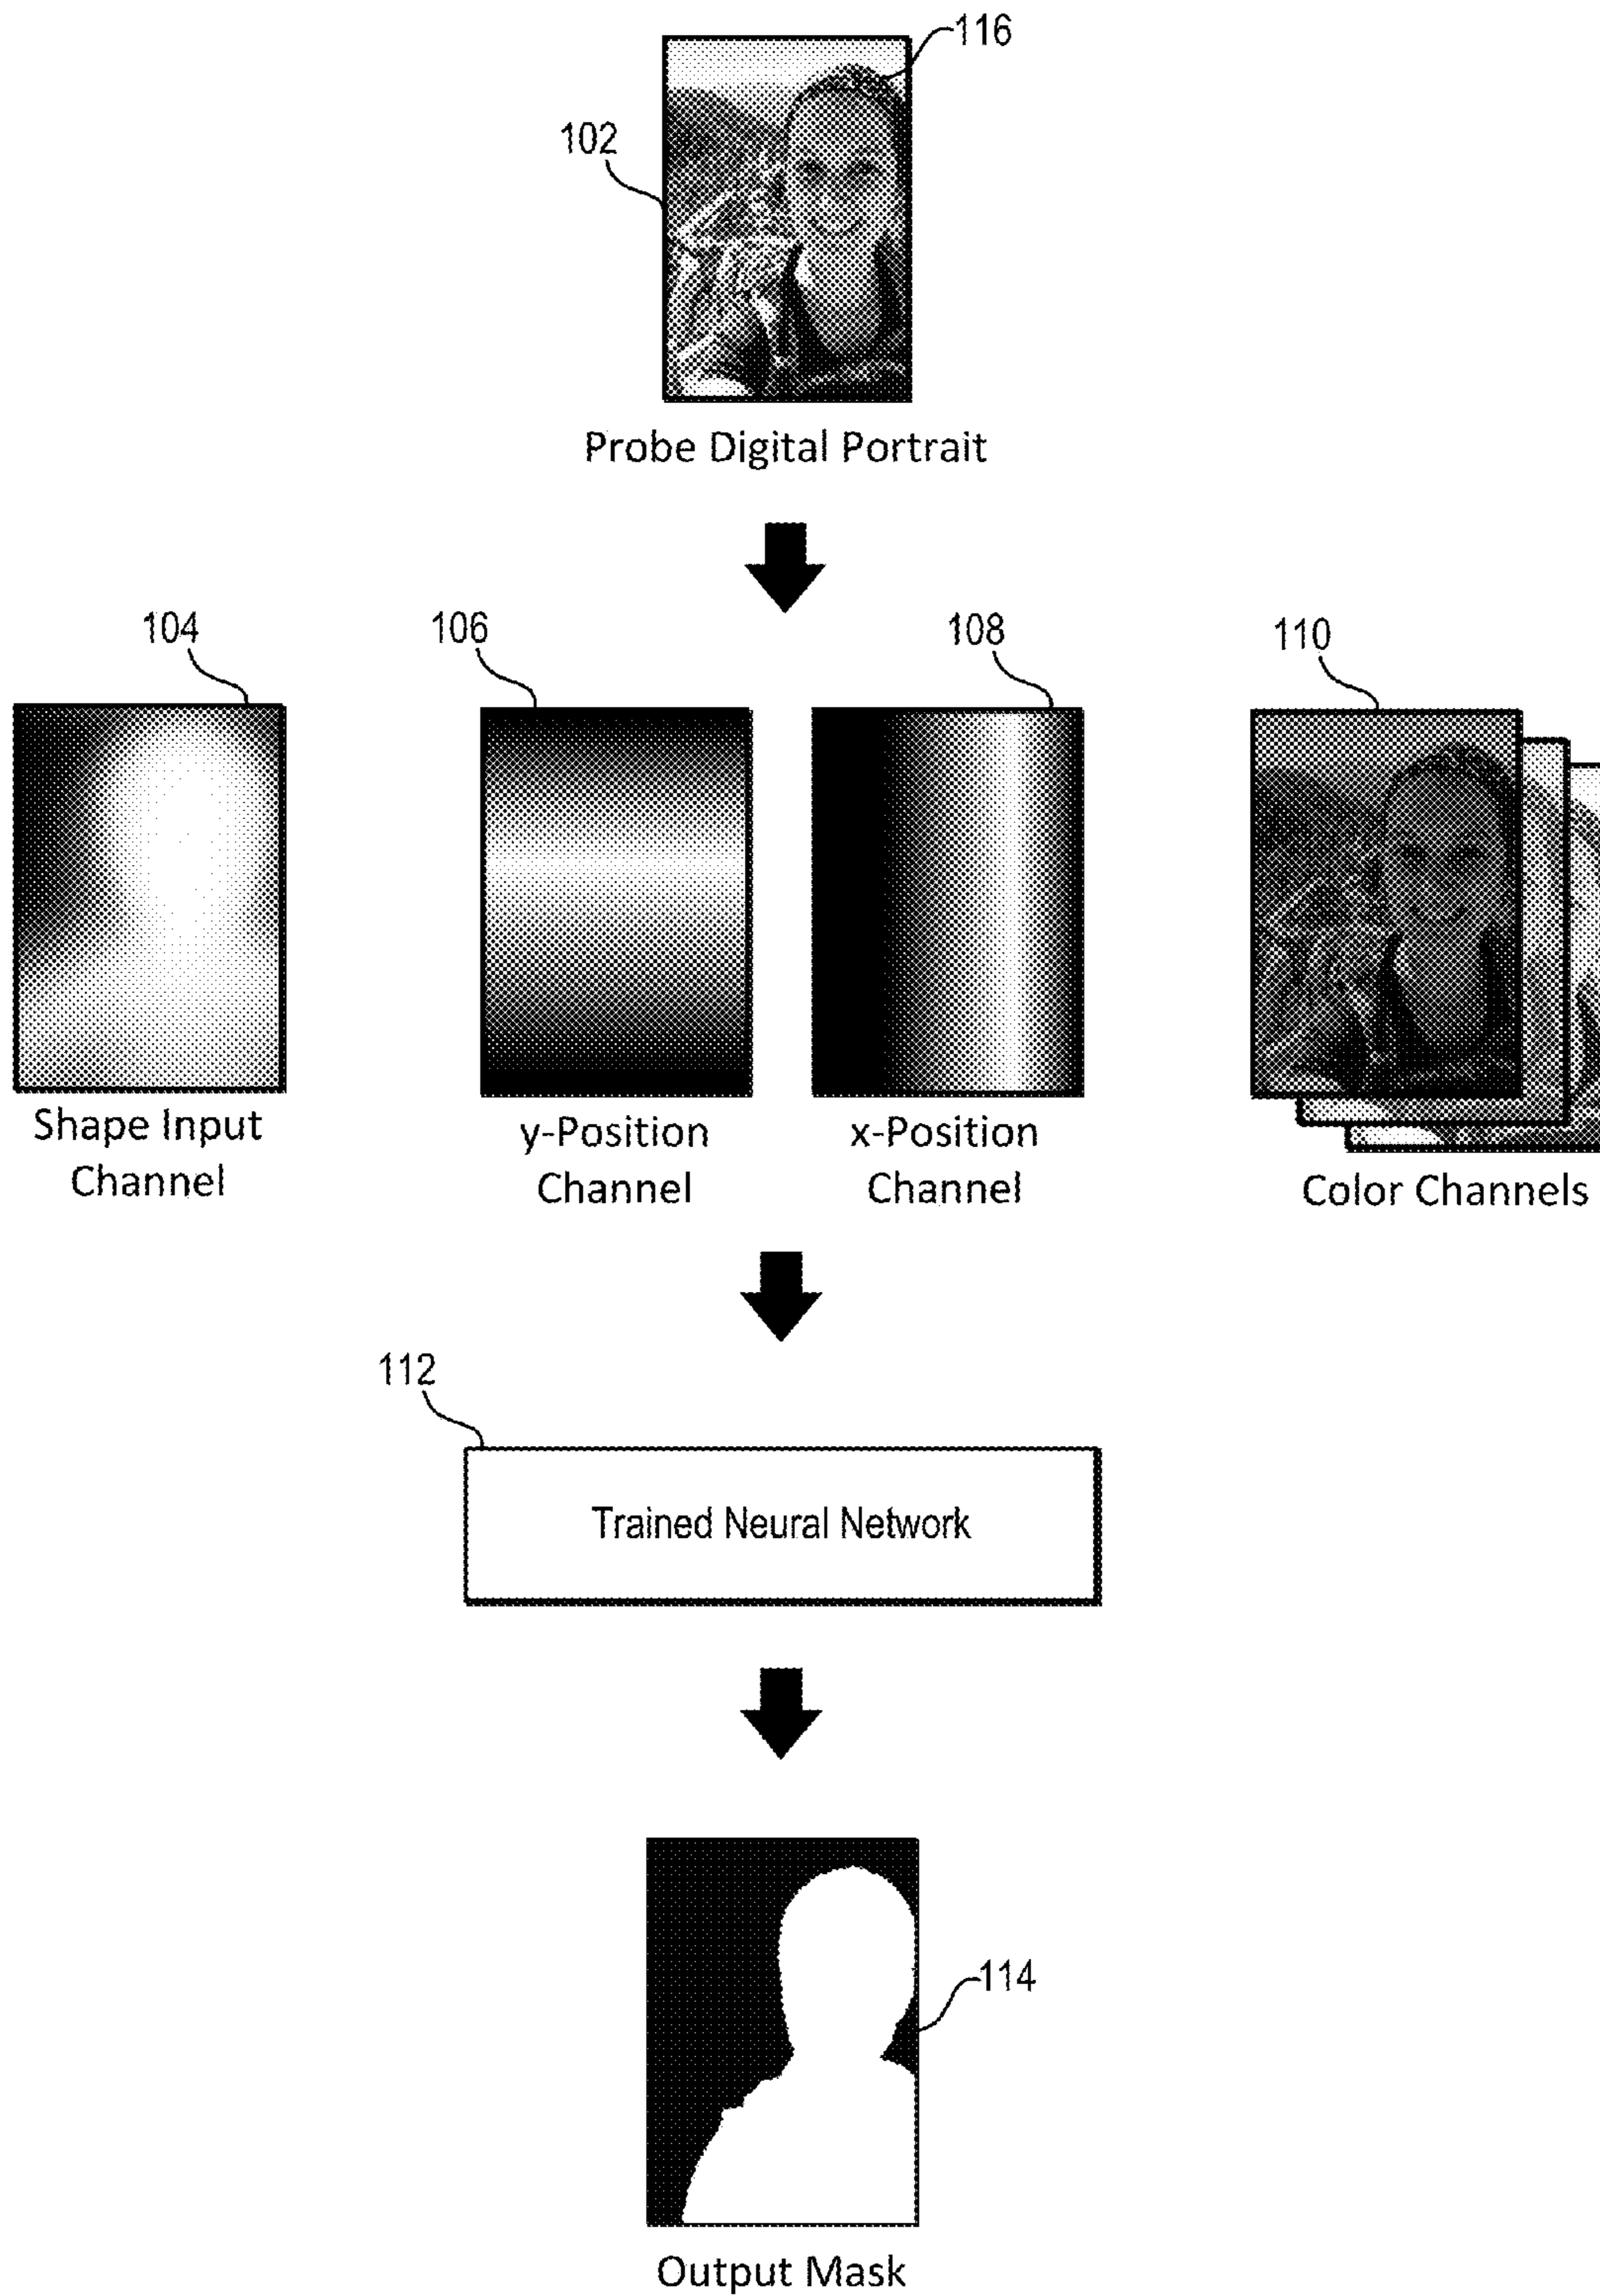 116
102
Probe Digital Portrait
104
106
108
110
Shape Input
Channel
y-Position
Channel
x-Position
Channel
Color Channels
112
Trained Neural Network
114
Output Mask